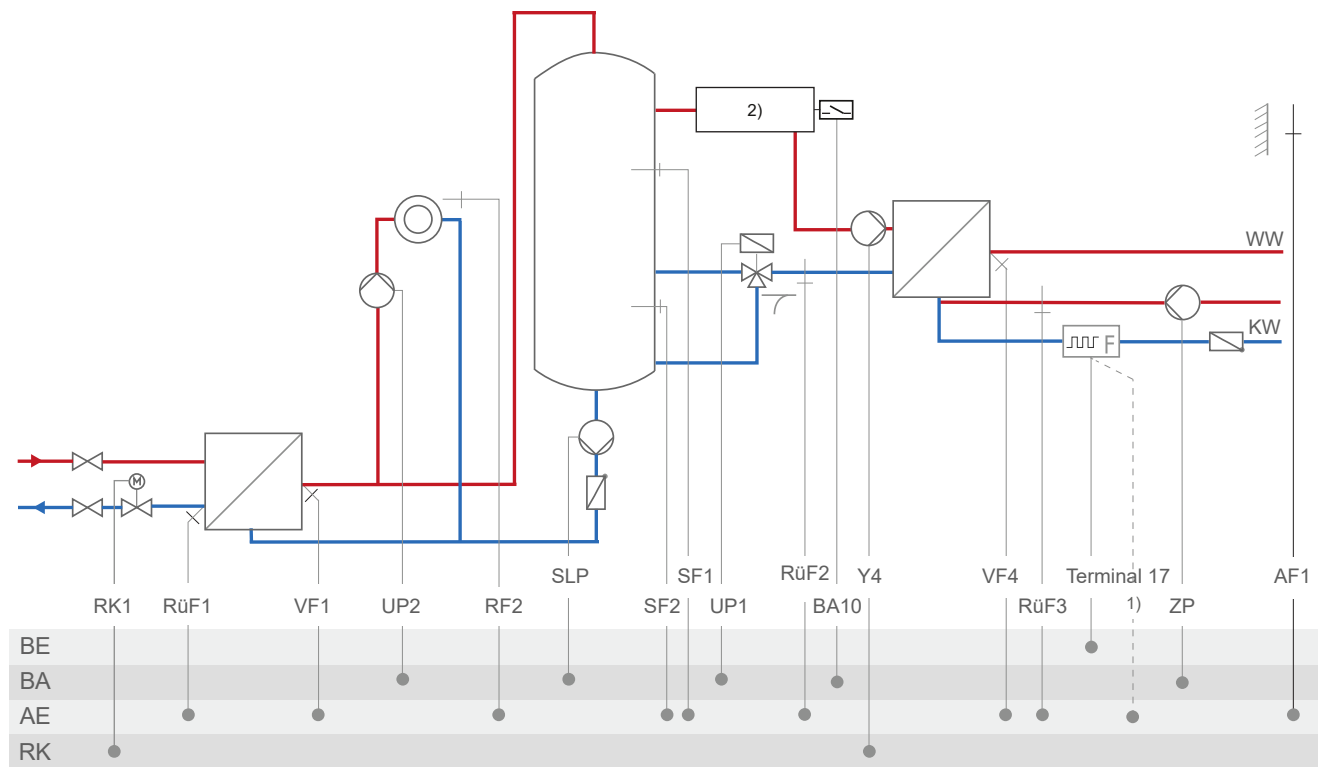 2)
WW
KW
F
M
SLP
SF1
RüF2
Y4
VF4
Terminal 17
AF1
RK1
RüF1
VF1
UP2
RF2
SF2
UP1
BA10
RüF3
1)
ZP
BE
BA
AE
RK